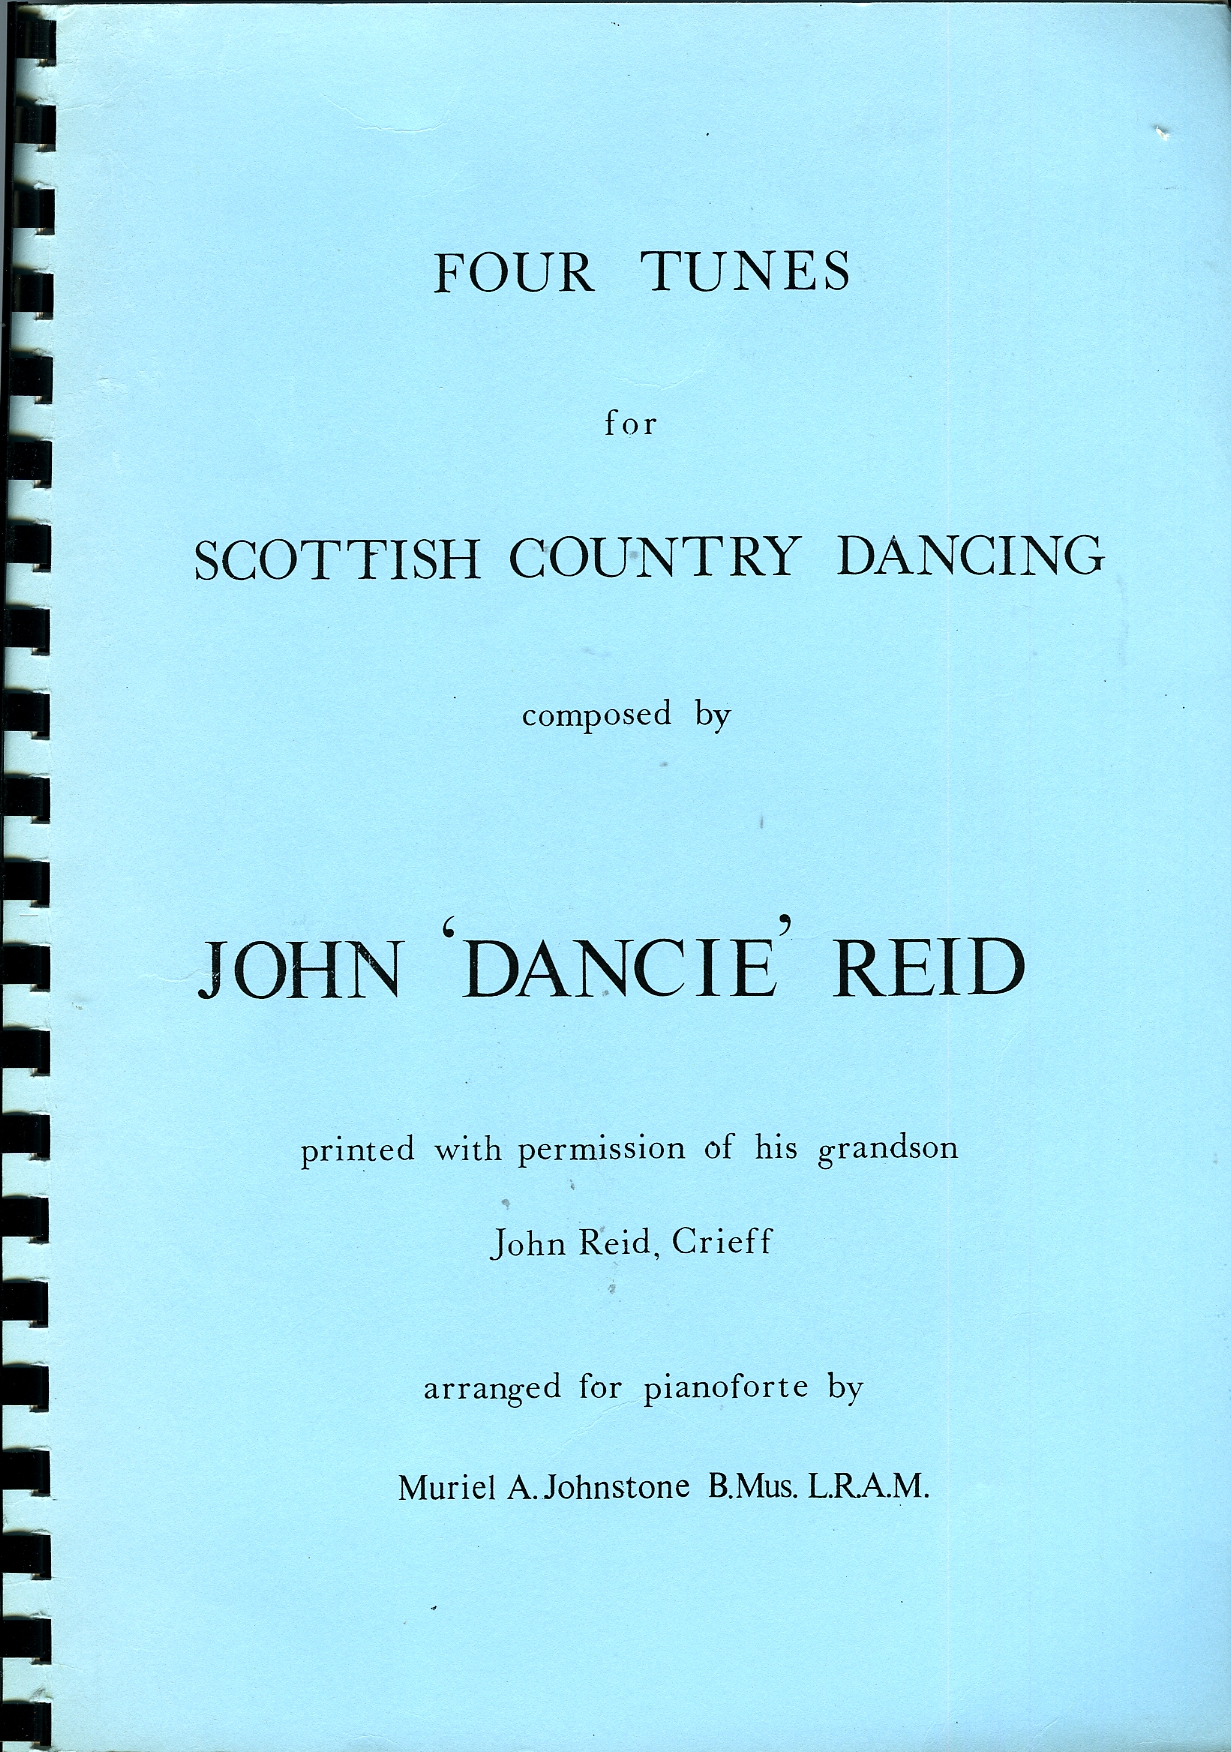 FOUR TUNES
for
SCOTTISH COUNTRY DANCING
composed by
JOHN ‘DANCIE’ REID
printed with permission of his grandson
John Reid, Crieff
arranged for pianoforte by
Muriel A. Johnstone B.Mus. L.R.A.M.